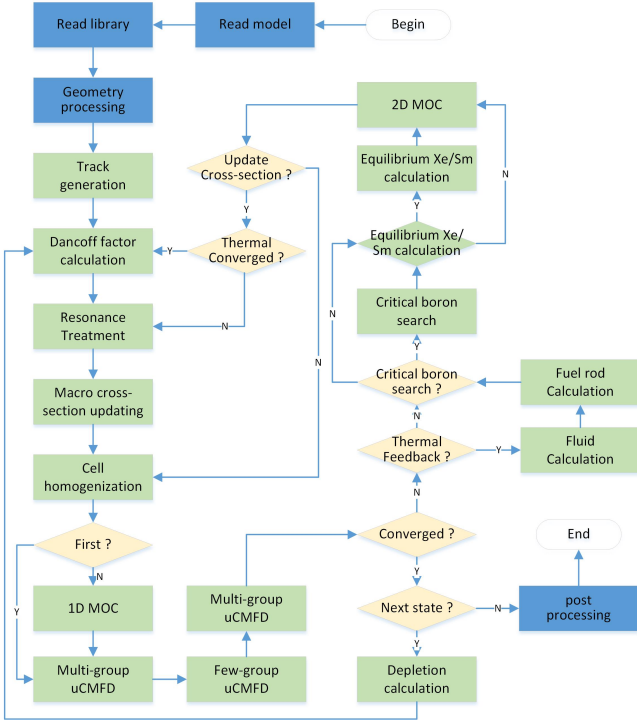 Read library
Read model
Begin
Geometry
processing
2D MOC
Update
Cross-section ?
Equilibrium Xe/Sm
calculation
Track
generation
N
Y
Y
Dancoff factor
calculation
Y
Thermal
Converged ?
Equilibrium Xe/
Sm calculation
Resonance
Treatment
N
N
Critical boron
search
Y
N
Macro cross-
section updating
Critical boron
search ?
Fuel rod
Calculation
N
Cell
homogenization
Thermal
Feedback ?
Y
Fluid
Calculation
N
First ?
Converged ?
End
N
Y
Y
1D MOC
Multi-group
uCMFD
Next state ?
N
post
processing
Y
Multi-group
uCMFD
Few-group
uCMFD
Depletion
calculation